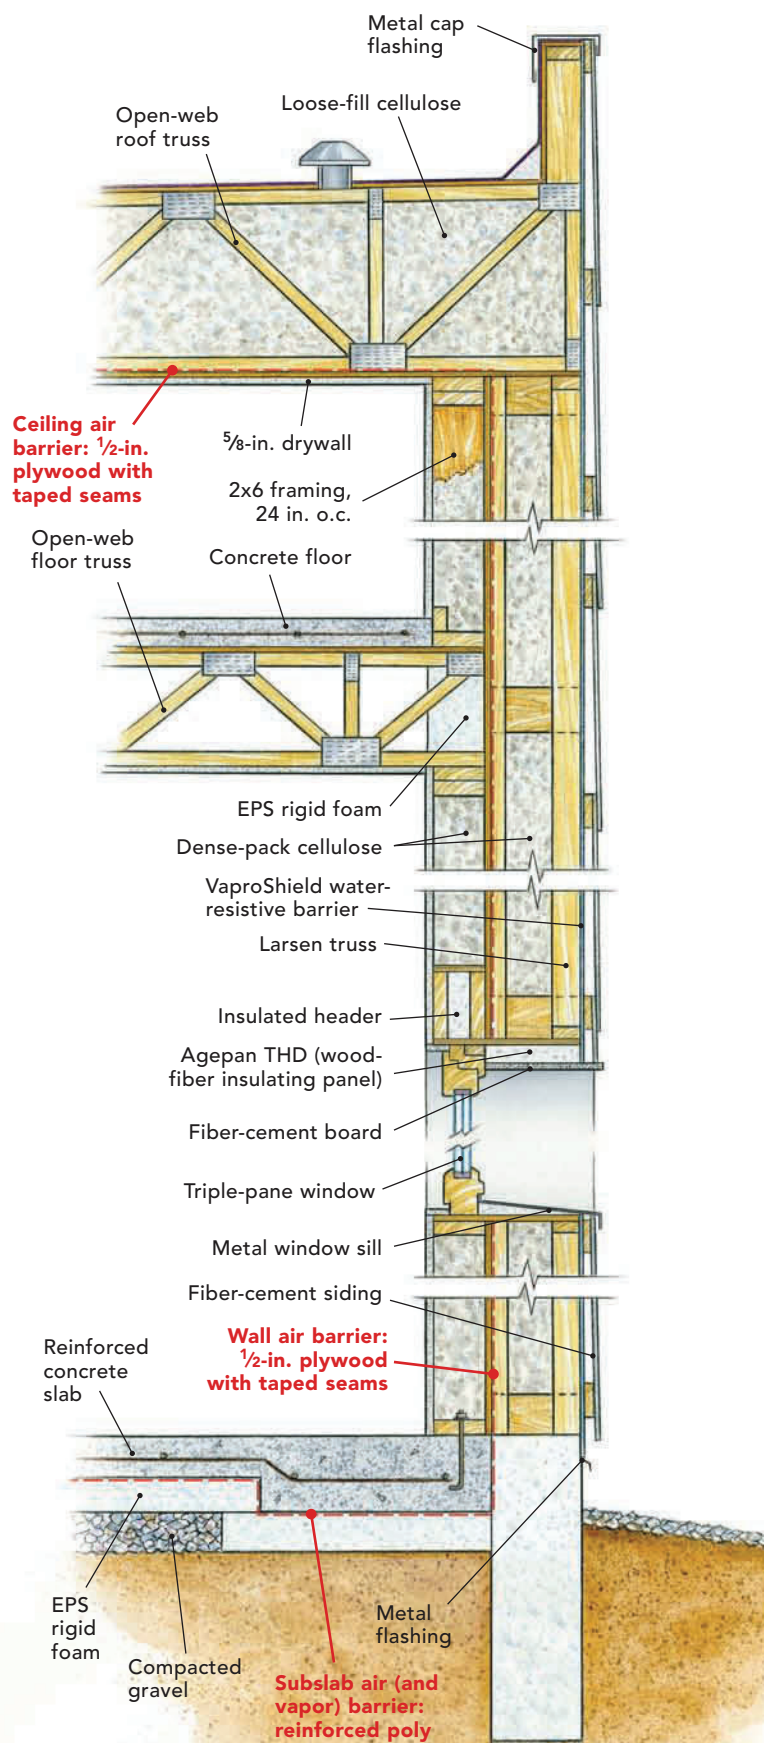 Metal cap
flashing
Loose-fill cellulose
Open-web
roof truss
Ceiling air
barrier: 1⁄2-in.
plywood with
taped seams
5⁄8-in. drywall
2x6 framing,
24 in. o.c.
Open-web
floor truss
Concrete floor
EPS rigid foam
Dense-pack cellulose
VaproShield water-
resistive barrier
Larsen truss
Insulated header
Agepan THD (wood-
fiber insulating panel)
Fiber-cement board
Triple-pane window
Metal window sill
Fiber-cement siding
Wall air barrier:
1⁄2-in. plywood
with taped seams
Reinforced
concrete
slab
EPS
rigid
foam
Compacted
gravel
Metal
flashing
Subslab air (and
vapor) barrier:
reinforced poly